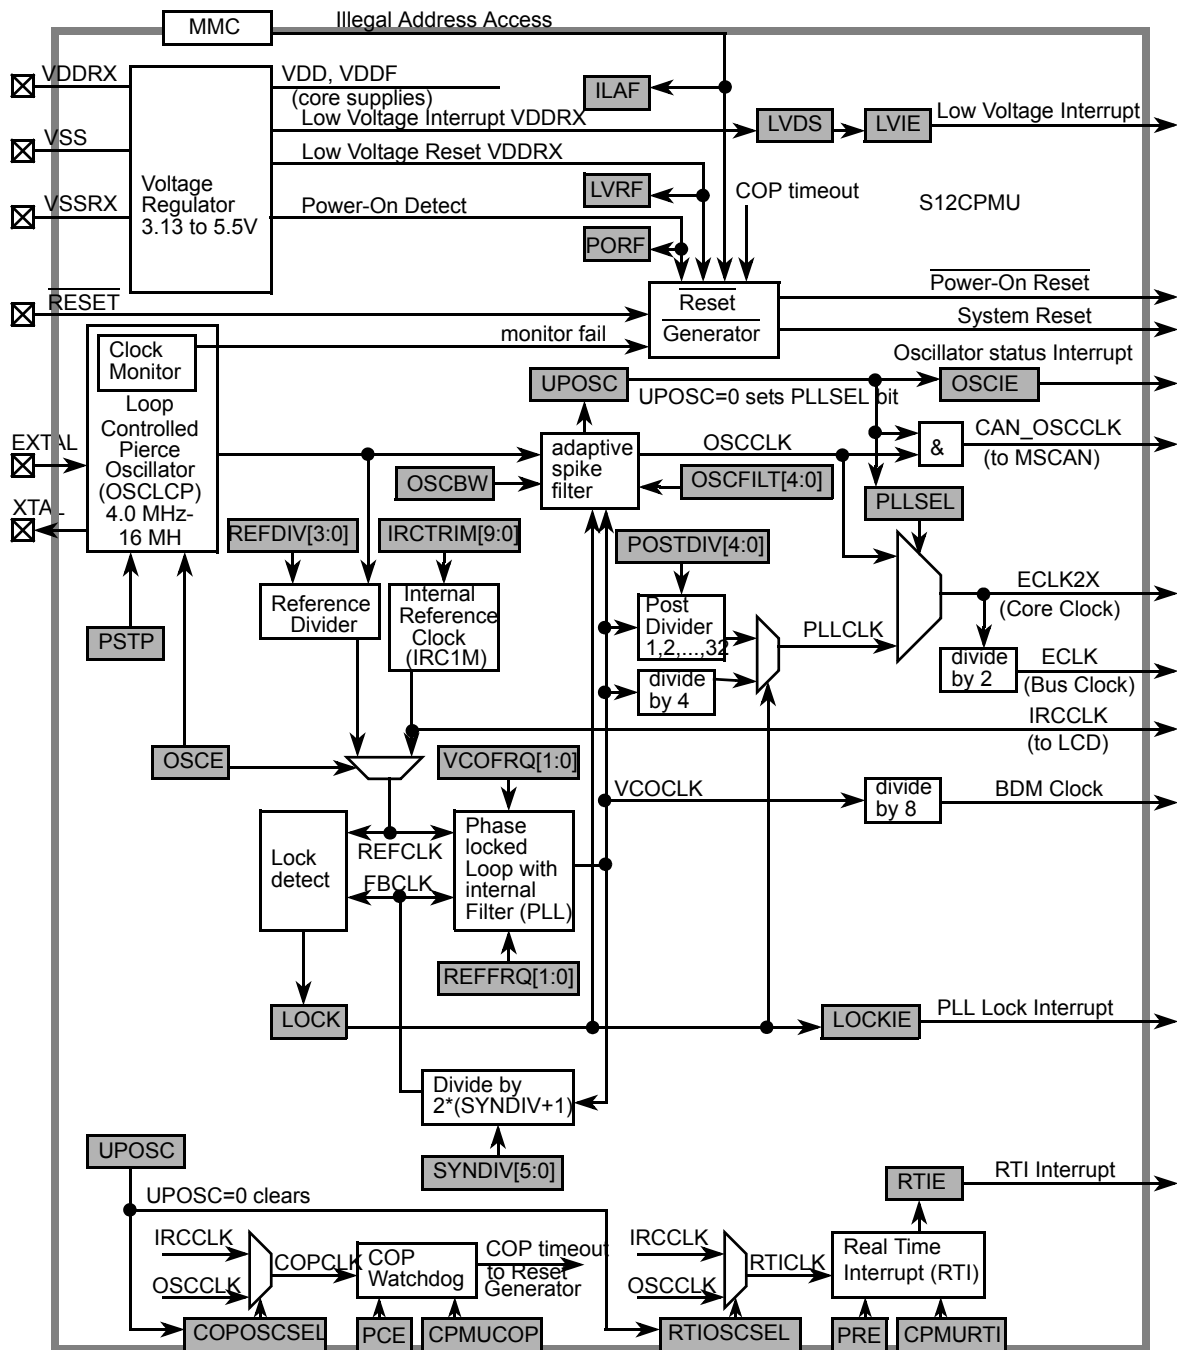 MMC
Illegal Address Access
VDDRX
VDD, VDDF
(core supplies)
ILAF
Low Voltage Interrupt VDDRX
LVDS
LVIE
Low Voltage Interrupt
VSS
Low Voltage Reset VDDRX
Voltage
Regulator
3.13 to 5.5V
LVRF
COP timeout
S12CPMU
VSSRX
Power-On Detect
PORF
RESET
Reset
Generator
Power-On Reset
System Reset
monitor fail
Clock
Monitor
Oscillator status Interrupt
UPOSC
OSCIE
UPOSC=0 sets PLLSEL bit
Loop
Controlled
Pierce
Oscillator
(OSCLCP)
4.0 MHz-
16 MH
EXTAL
XTAL
adaptive
spike
filter
OSCCLK
&
CAN_OSCCLK
(to MSCAN)
OSCBW
OSCFILT[4:0]
PLLSEL
REFDIV[3:0]
IRCTRIM[9:0]
POSTDIV[4:0]
Reference
Divider
Internal
Reference
Clock
(IRC1M)
Post
Divider
1,2,...,32
PLLCLK
ECLK2X
(Core Clock)
PSTP
divide
by 4
divide
by 2
ECLK
(Bus Clock)
IRCCLK
(to LCD)
OSCE
VCOFRQ[1:0]
VCOCLK
divide
by 8
BDM Clock
Lock
detect
REFCLK
FBCLK
Phase
locked
Loop with
internal
Filter (PLL)
REFFRQ[1:0]
LOCK
LOCKIE
PLL Lock Interrupt
Divide by
2*(SYNDIV+1)
SYNDIV[5:0]
UPOSC
UPOSC=0 clears
RTIE
RTI Interrupt
IRCCLK
OSCCLK
COPCLK
COP
Watchdog
COP timeout
to Reset
Generator
IRCCLK
OSCCLK
RTICLK
Real Time
Interrupt (RTI)
COPOSCSEL
PCE
CPMUCOP
RTIOSCSEL
PRE
CPMURTI